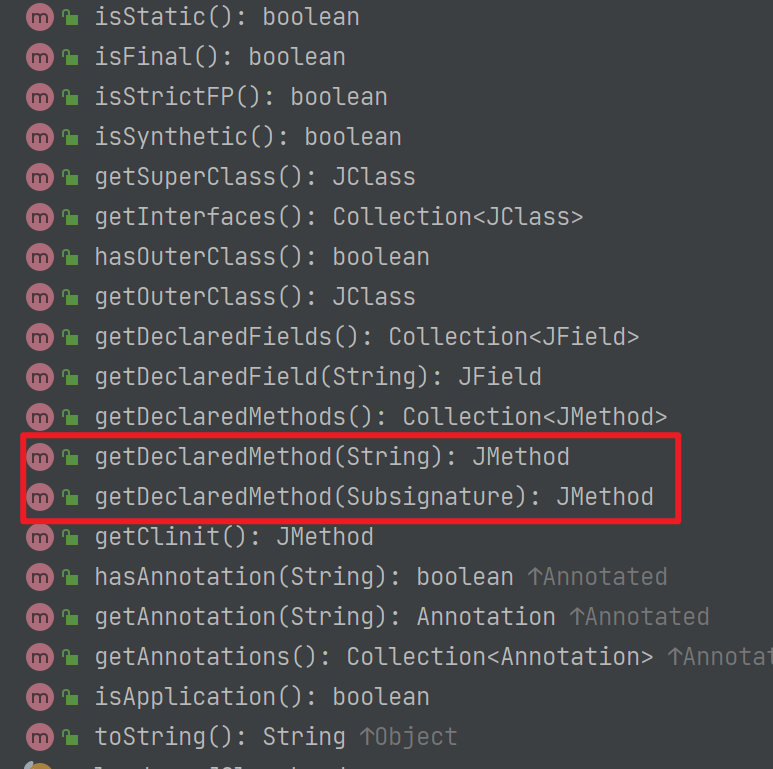 m isStatic(): boolean
m isFinal(): boolean
m isStrictFP(): boolean
m isSynthetic(): boolean
m getSuperClass(): JClass
m getInterfaces(): Collection<JClass>
m hasOuterClass(): boolean
m getOuterClass(): JClass
m getDeclaredFields(): Collection<JField>
m getDeclaredField(String): JField
m getDeclaredMethods(): Collection<JMethod>
m getDeclaredMethod(String): JMethod
m getDeclaredMethod(Subsignature): JMethod
m getClinit(): JMethod
m hasAnnotation(String): boolean ↑Annotated
m getAnnotation(String): Annotation ↑Annotated
m getAnnotations(): Collection<Annotation> ↑Annotat
m isApplication(): boolean
m toString(): String ↑Object